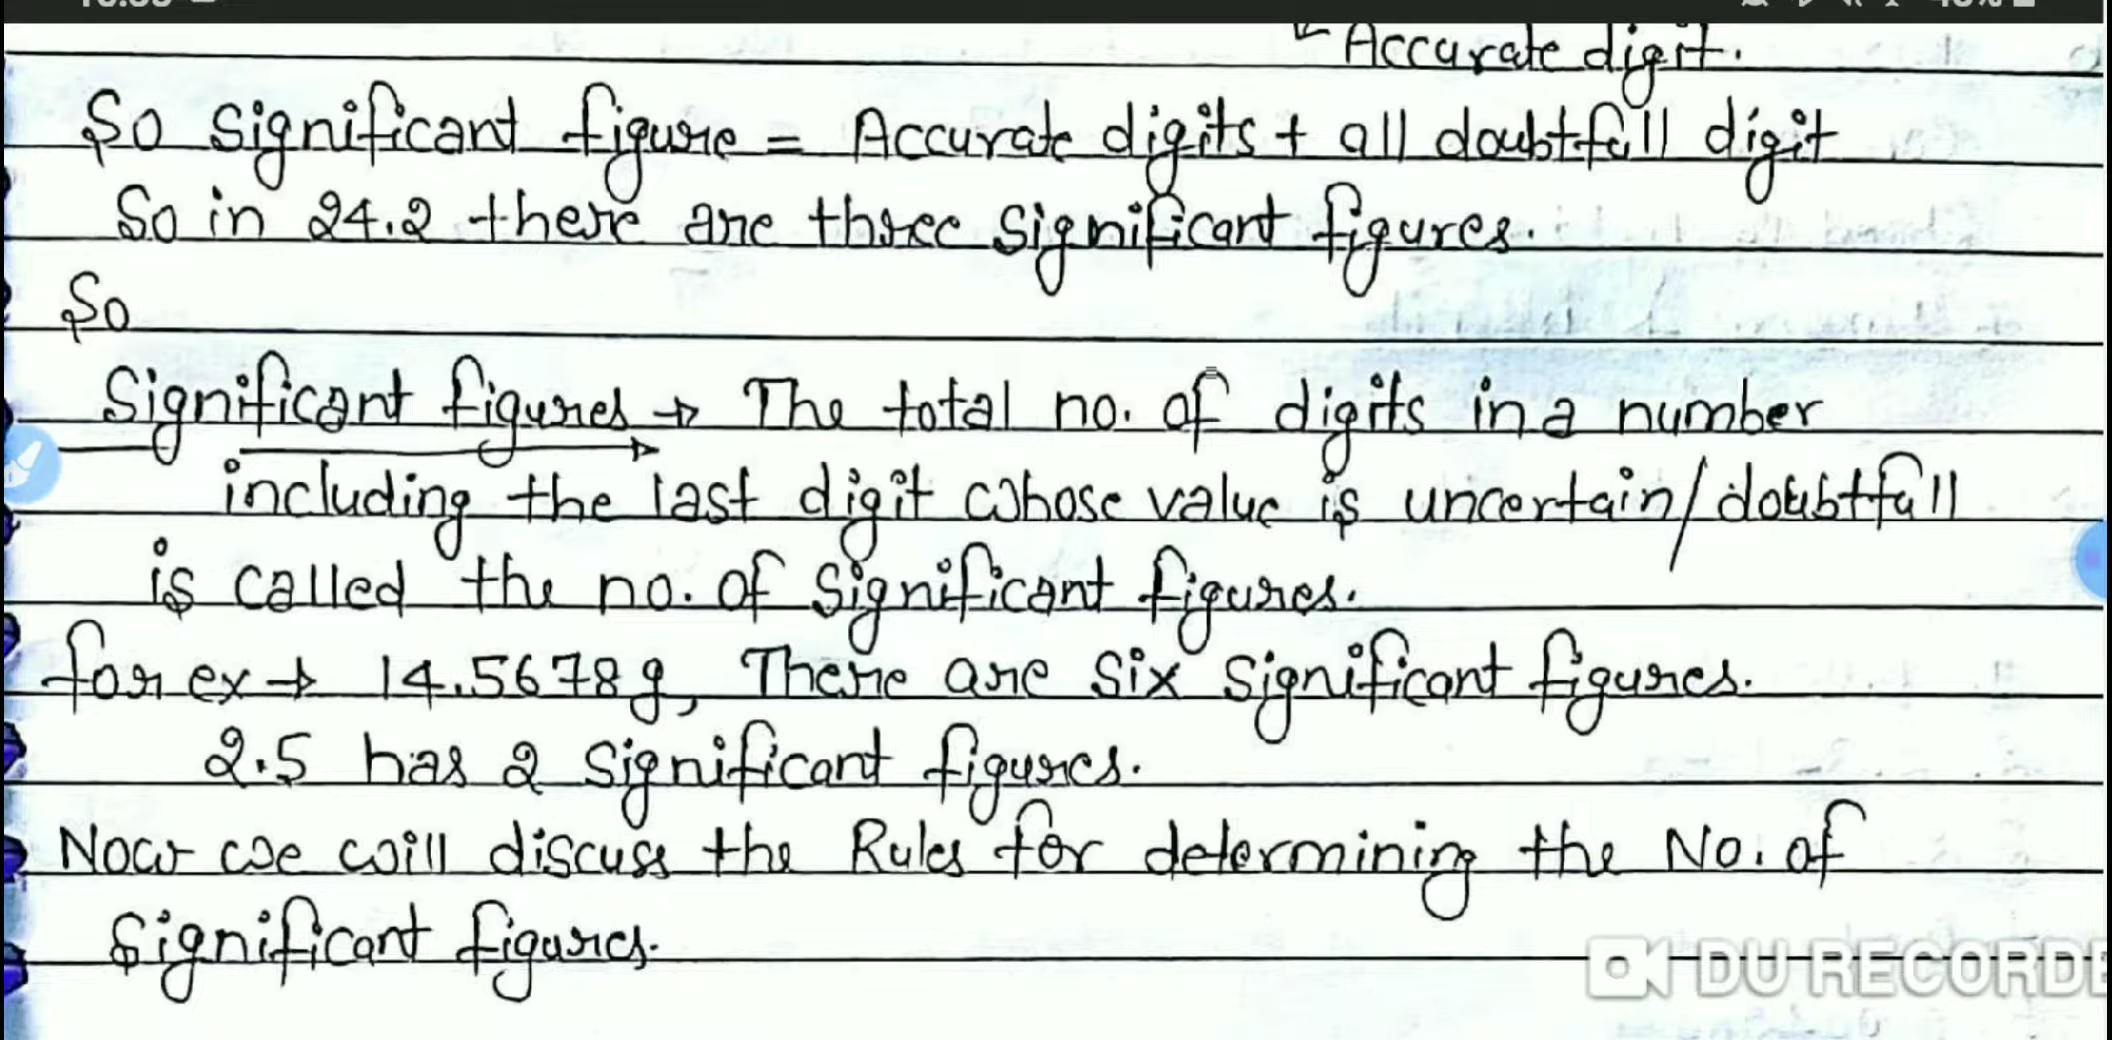 Accurate digit.
So significant figure = Accurate digits + all doubtfull digit
So in 24.2 there are three significant figures.
So
Significant figures → The total no. of digits in a number
including the last digit whose value is uncertain/doubtfull
is called the no. of significant figures.
for ex → 14.5678g, There are six significant figures.
2.5 has 2 significant figures.
Now we will discuss the Rules for determining the No. of
significant figures.
DU RECORDE